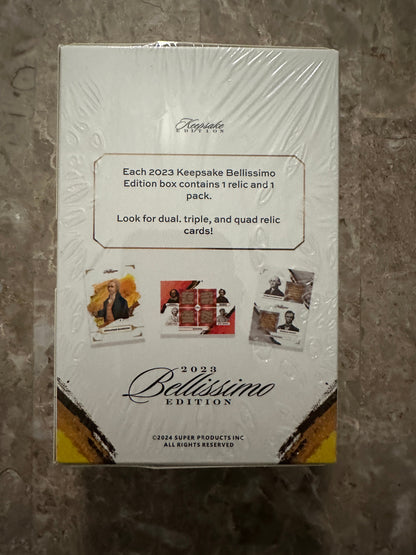 Keepsake
EDITION
Each 2023 Keepsake Bellissimo
Edition box contains 1 relic and 1
pack.
Look for dual. triple, and quad relic
cards!
2023
Bellissimo
EDITION
©2024 SUPER PRODUCTS INC
ALL RIGHTS RESERVED